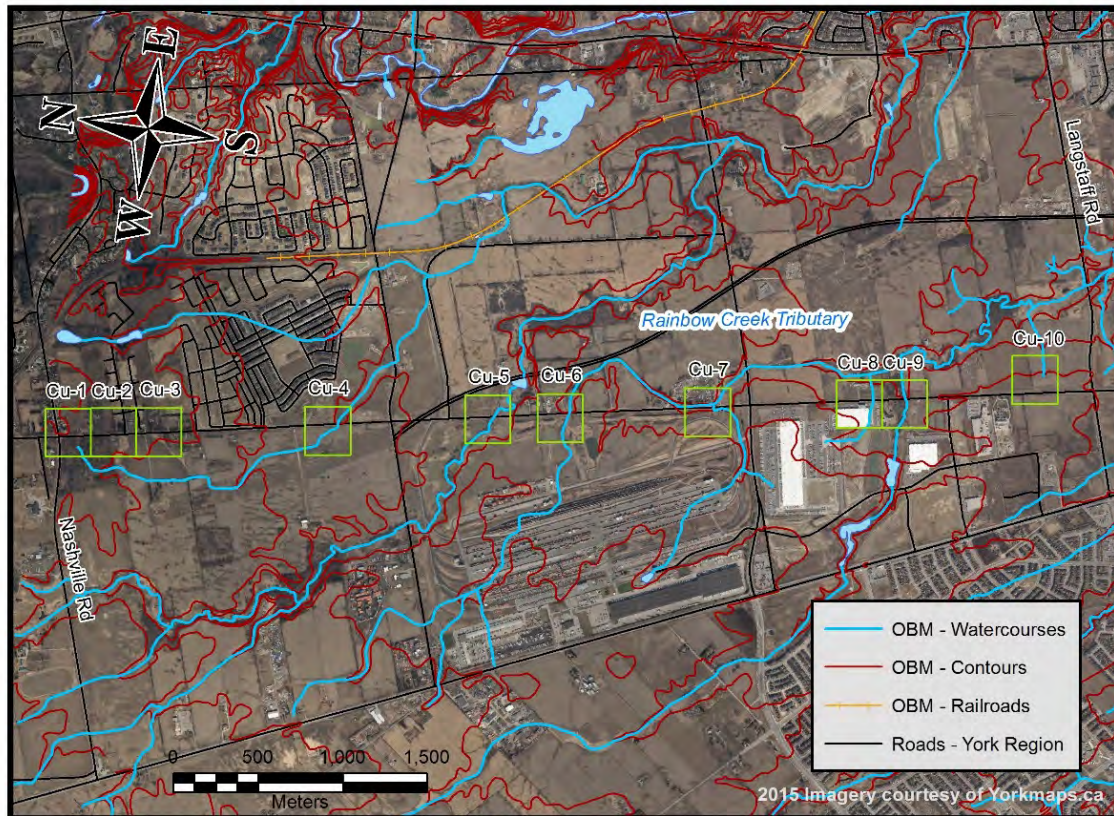 E
N
S
W
Langstaff Rd
Rainbow Creek Tributary
Cu-1
Cu-2
Cu-3
Cu-4
Cu-5
Cu-6
Cu-7
Cu-8
Cu-9
Cu-10
Nashville Rd
OBM - Watercourses
OBM - Contours
OBM - Railroads
Roads - York Region
0 500 1,000 1,500
Meters
2015 Imagery courtesy of Yorkmaps.ca